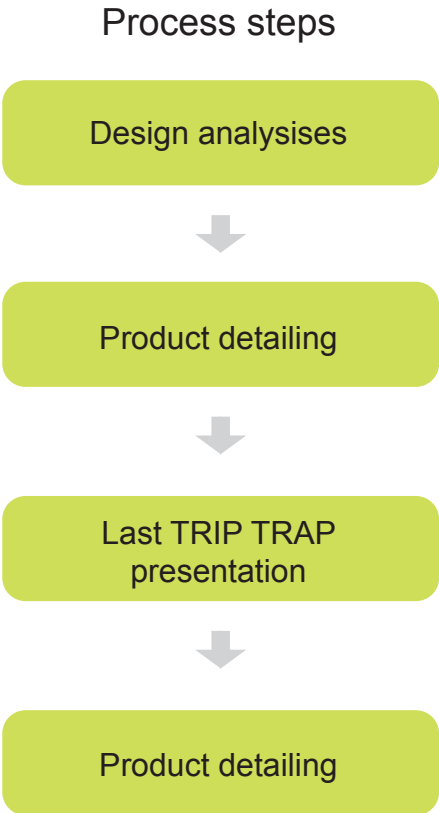 Process steps
Design analysises
Product detailing
Last TRIP TRAP
presentation
Product detailing